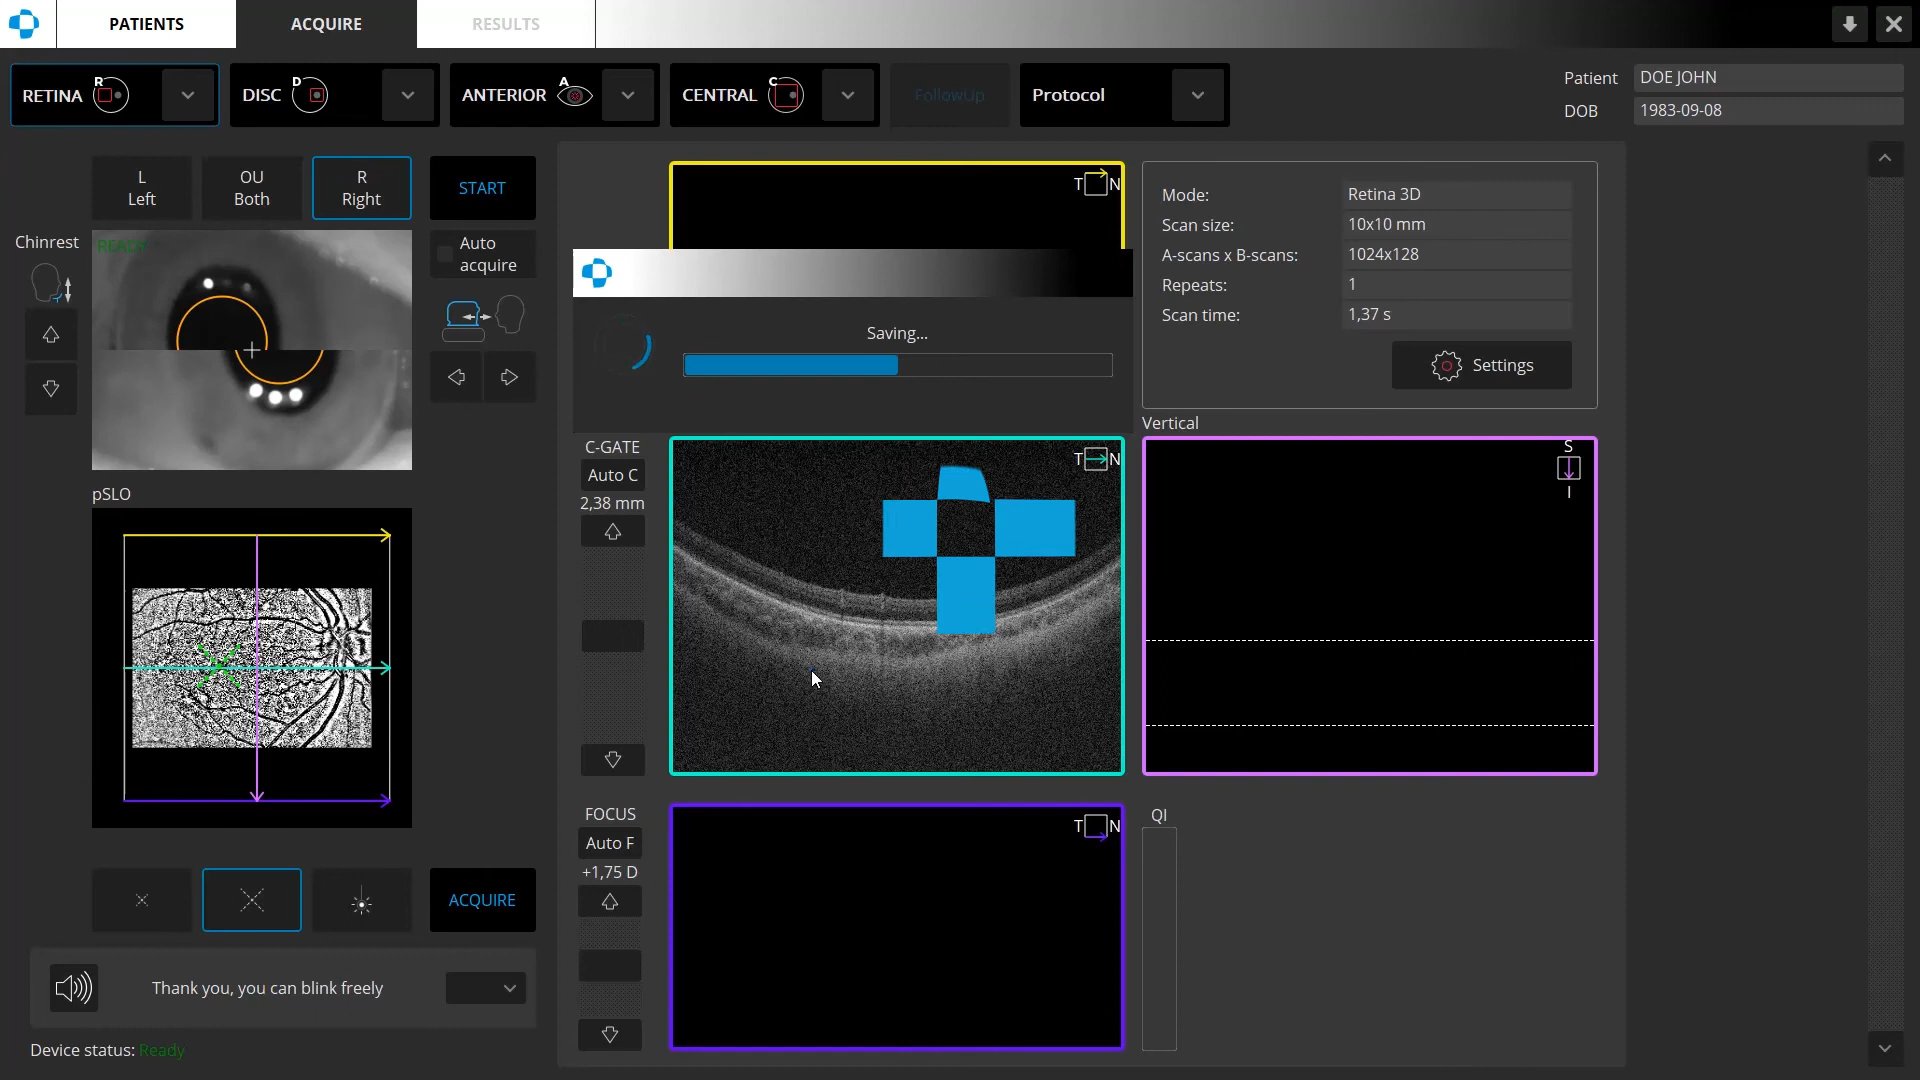 PATIENTS
ACQUIRE
RESULTS
RETINA
R
DISC
D
ANTERIOR
A
CENTRAL
C
FollowUp
Protocol
Patient
DOE JOHN
DOB
1983-09-08
L
Left
OU
Both
R
Right
START
Chinrest
READY
Auto
acquire
T N
Mode:
Retina 3D
Scan size:
10x10 mm
A-scans x B-scans:
1024x128
Repeats:
1
Scan time:
1,37 s
Settings
Saving...
Vertical
C-GATE
Auto C
2,38 mm
T N
S
I
pSLO
FOCUS
Auto F
+1,75 D
T N
QI
ACQUIRE
Thank you, you can blink freely
Device status: Ready